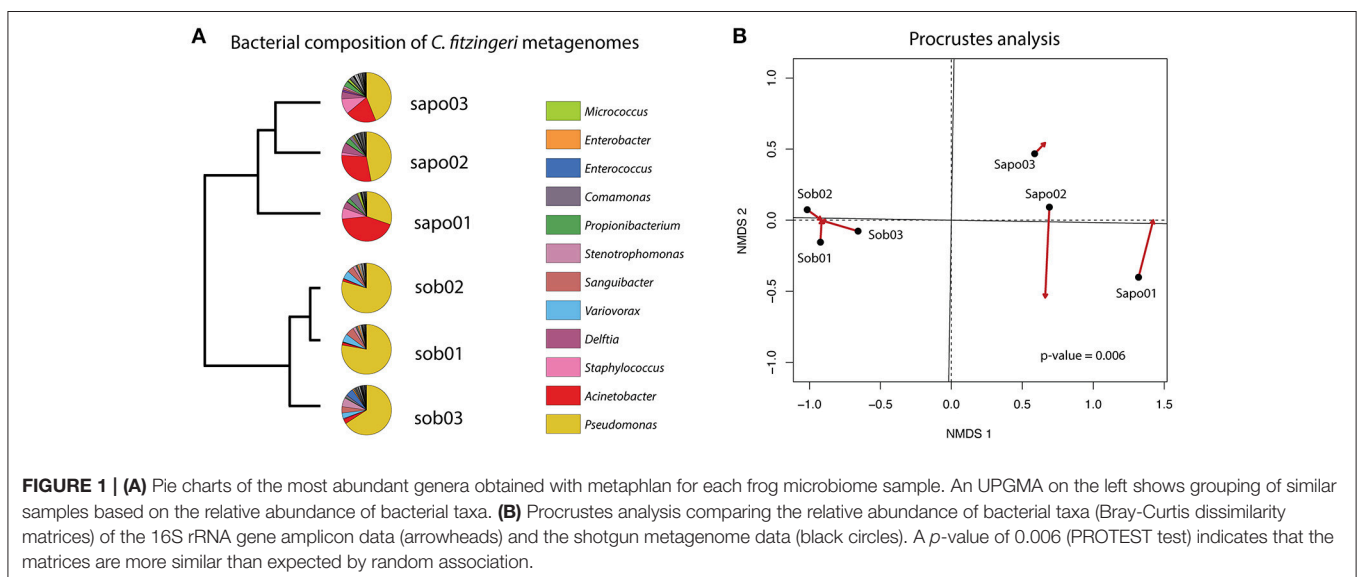 A Bacterial composition of C. fitzingeri metagenomes
sapo03
sapo02
sapo01
sob02
sob01
sob03
Micrococcus
Enterobacter
Enterococcus
Comamonas
Propionibacterium
Stenotrophomonas
Sanguibacter
Variovorax
Delftia
Staphylococcus
Acinetobacter
Pseudomonas
B Procrustes analysis
NMDS 2
1.0
0.5
0.0
−0.5
−1.0
Sapo03
Sapo02
Sob02
Sob03
Sob01
Sapo01
p-value = 0.006
−1.0 −0.5 0.0 0.5 1.0 1.5
NMDS 1
FIGURE 1 | (A) Pie charts of the most abundant genera obtained with metaphlan for each frog microbiome sample. An UPGMA on the left shows grouping of similar
samples based on the relative abundance of bacterial taxa. (B) Procrustes analysis comparing the relative abundance of bacterial taxa (Bray-Curtis dissimilarity
matrices) of the 16S rRNA gene amplicon data (arrowheads) and the shotgun metagenome data (black circles). A p-value of 0.006 (PROTEST test) indicates that the
matrices are more similar than expected by random association.